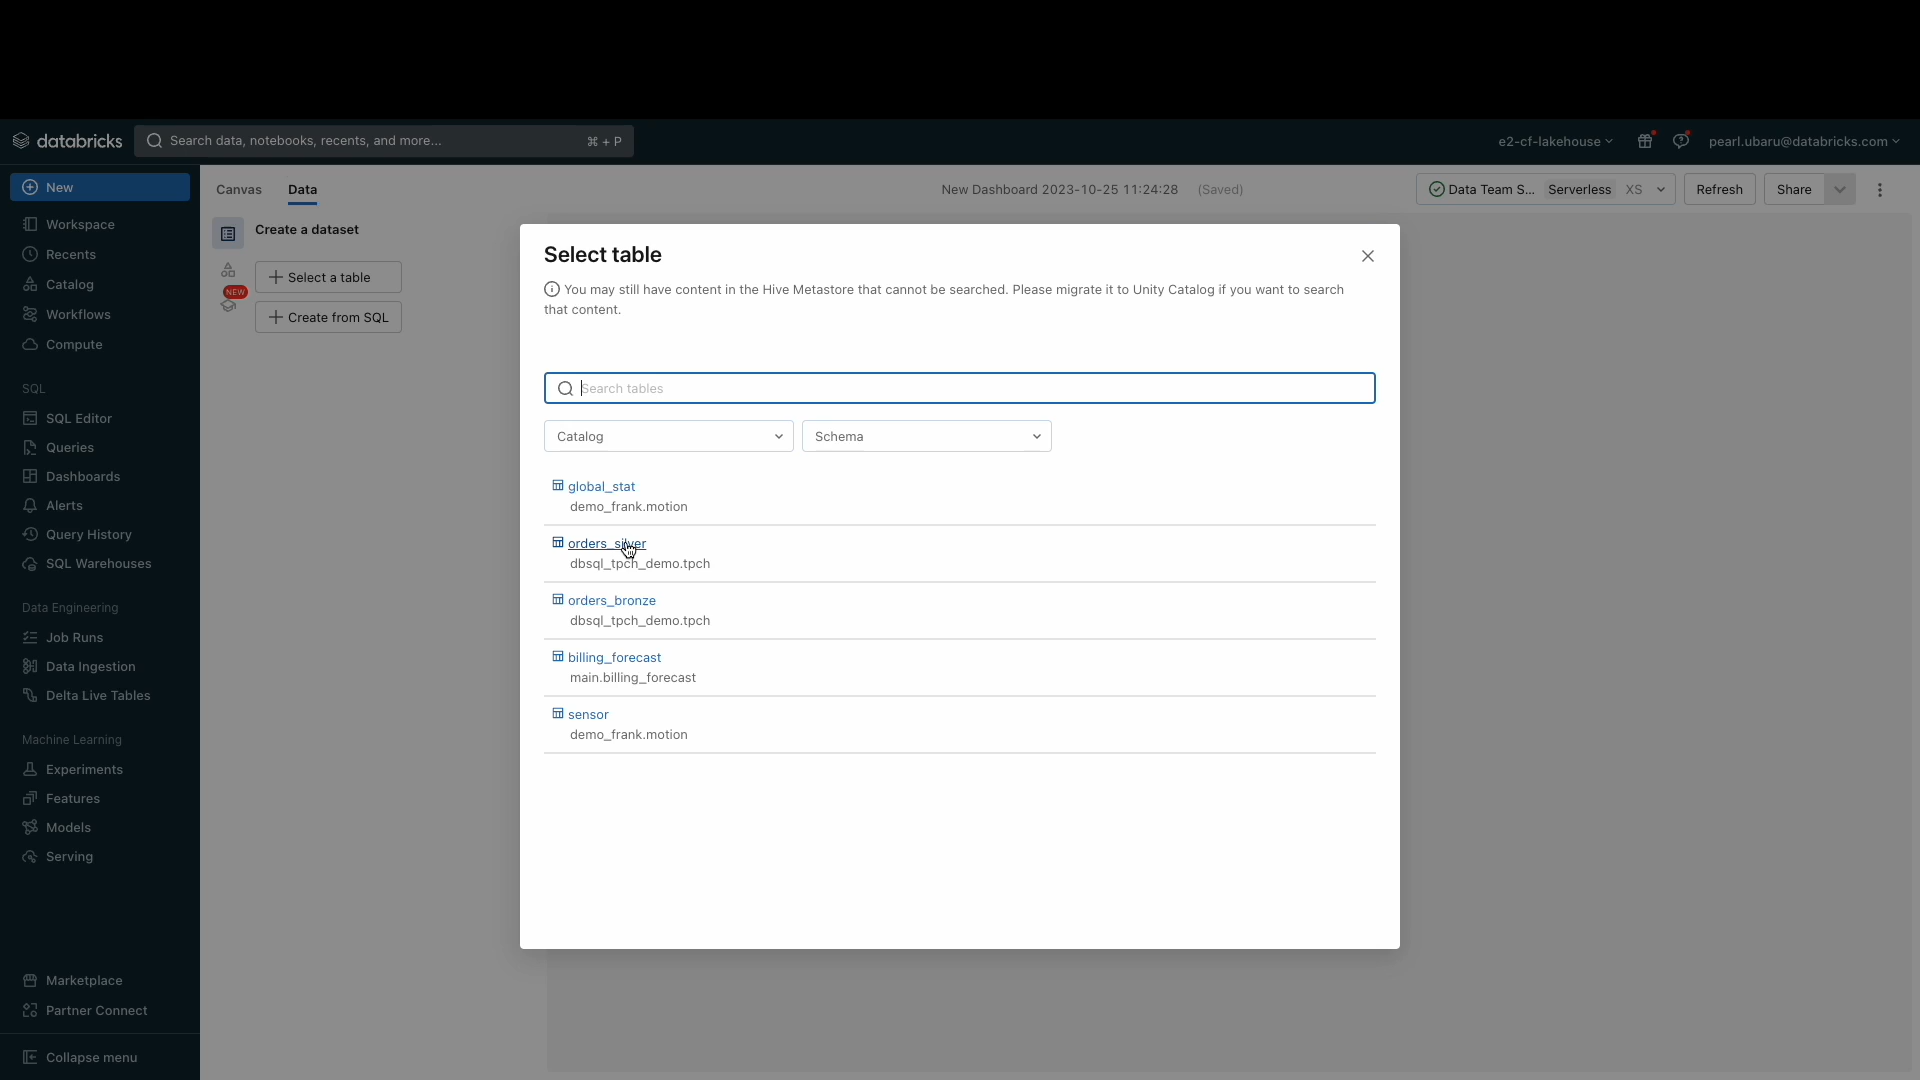 databricks
Search data, notebooks, recents, and more...
⌘ + P
e2-cf-lakehouse
pearl.ubaru@databricks.com
New
Workspace
Recents
Catalog
Workflows
Compute
SQL
SQL Editor
Queries
Dashboards
Alerts
Query History
SQL Warehouses
Data Engineering
Job Runs
Data Ingestion
Delta Live Tables
Machine Learning
Experiments
Features
Models
Serving
Marketplace
Partner Connect
Collapse menu
Canvas
Data
New Dashboard 2023-10-25 11:24:28
(Saved)
Data Team S...
Serverless
XS
Refresh
Share
Create a dataset
Select a table
NEW
Create from SQL
Select table
You may still have content in the Hive Metastore that cannot be searched. Please migrate it to Unity Catalog if you want to search
that content.
Search tables
Catalog
Schema
global_stat
demo_frank.motion
orders_silver
dbsql_tpch_demo.tpch
orders_bronze
dbsql_tpch_demo.tpch
billing_forecast
main.billing_forecast
sensor
demo_frank.motion